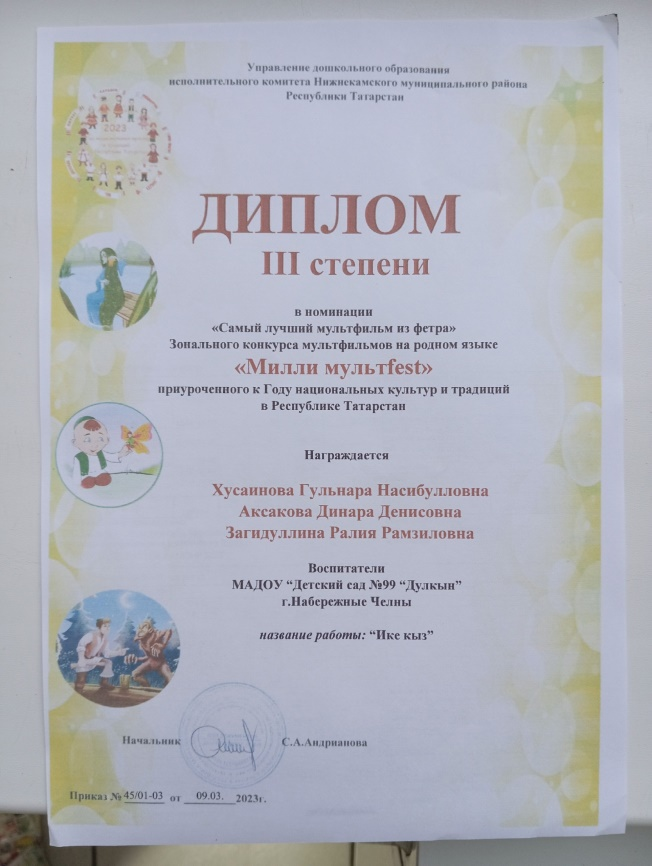 Управление дошкольного образования
исполнительного комитета Нижнекамского муниципального района
Республики Татарстан
2023
ДИПЛОМ
III степени
в номинации
«Самый лучший мультфильм из фетра»
Зонального конкурса мультфильмов на родном языке
«Милли мультfest»
приуроченного к Году национальных культур и традиций
в Республике Татарстан
Награждается
Хусаинова Гульнара Насибулловна
Аксакова Динара Денисовна
Загидуллина Ралия Рамзиловна
Воспитатели
МАДОУ “Детский сад №99 “Дулкын”
г.Набережные Челны
название работы: “Ике кыз”
Начальник С.А.Андрианова
Приказ № 45/01-03 от 09.03. 2023г.